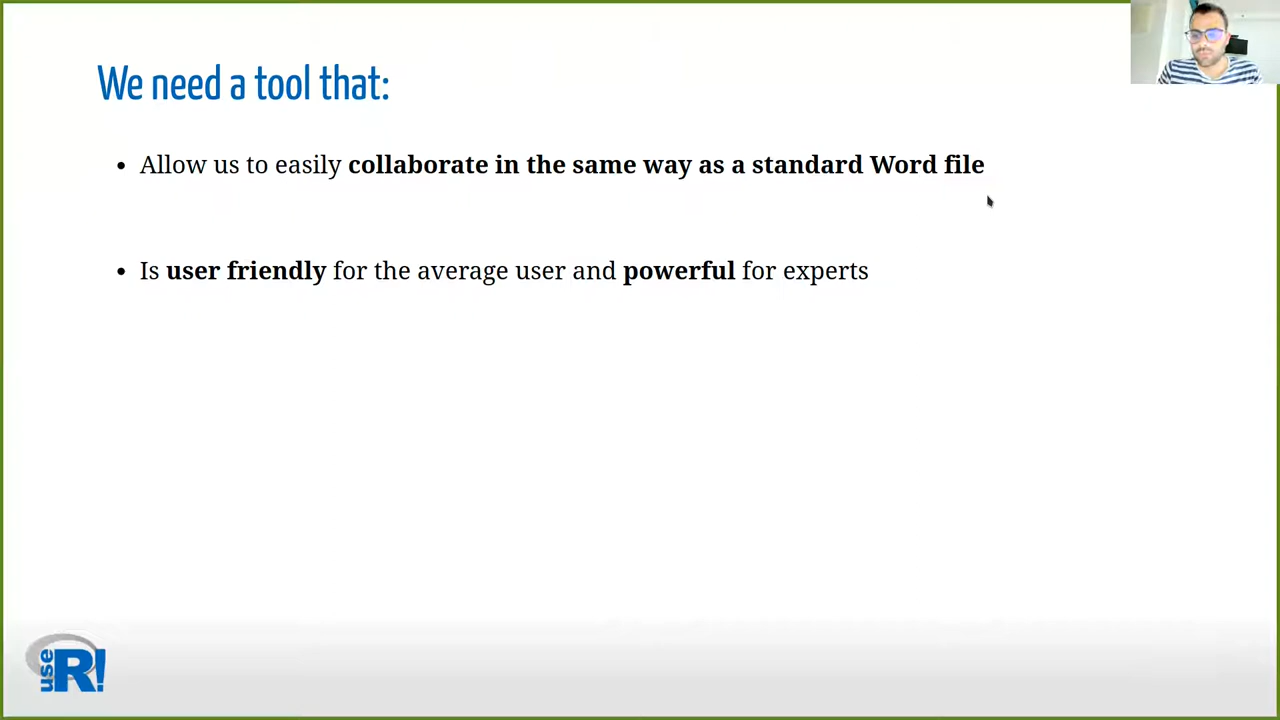 We need a tool that:
• Allow us to easily collaborate in the same way as a standard Word file
• Is user friendly for the average user and powerful for experts
use R!